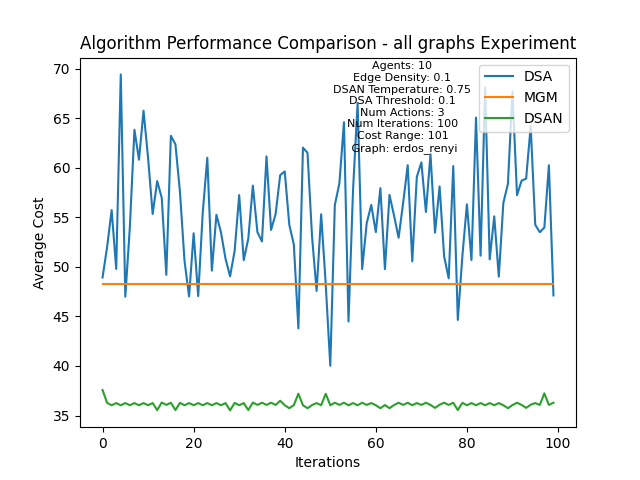 Algorithm Performance Comparison - all graphs Experiment
Agents: 10
Edge Density: 0.1
DSAN Temperature: 0.75
DSA Threshold: 0.1
Num Actions: 3
Num Iterations: 100
Cost Range: 101
Graph: erdos_renyi
DSA
MGM
DSAN
Average Cost
70
65
60
55
50
45
40
35
0 20 40 60 80 100
Iterations